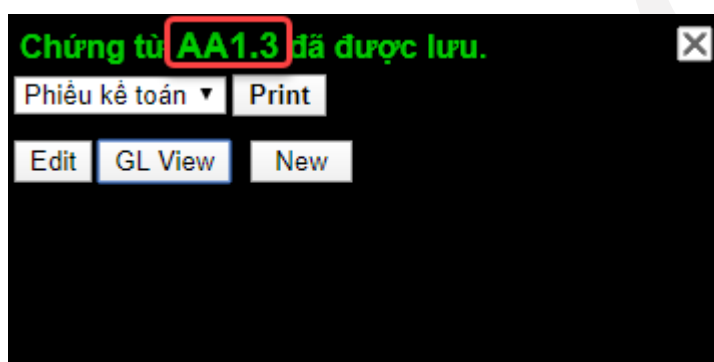 Chứng từ AA1.3 đã được lưu.
Phiếu kế toán Print
Edit GL View New